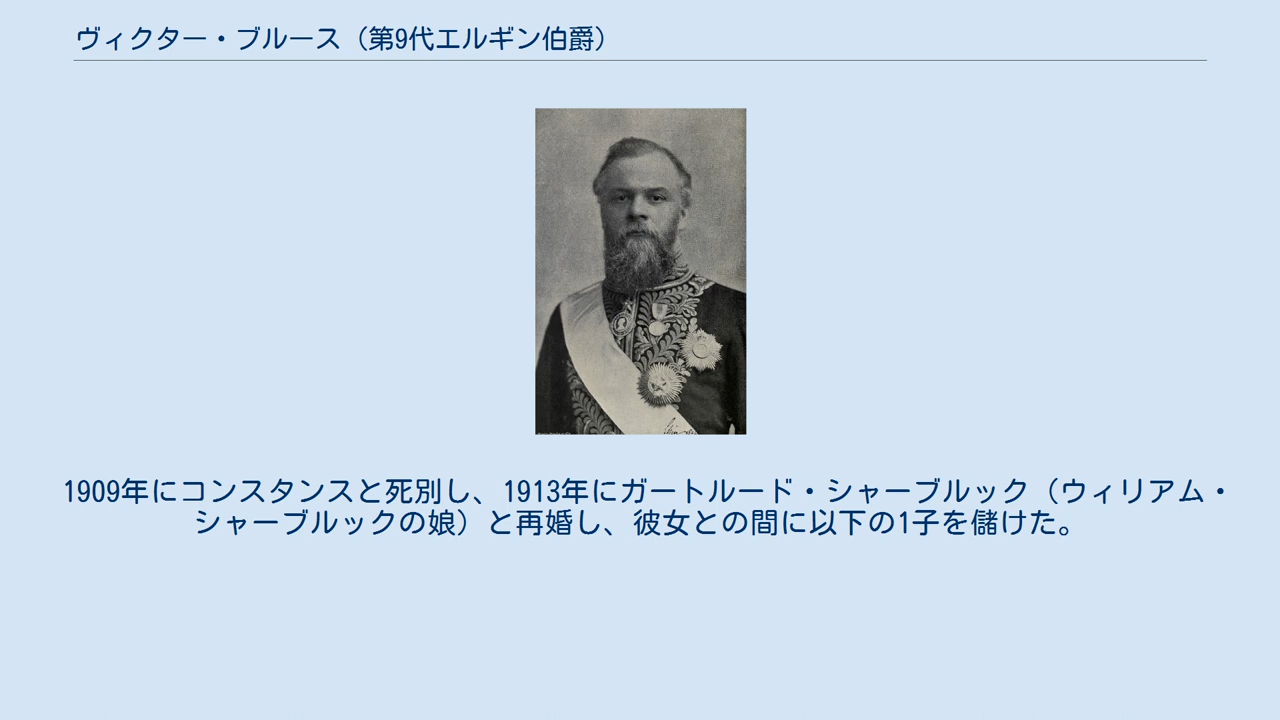 ヴィクター・ブルース（第9代エルギン伯爵）
1909年にコンスタンスと死別し、1913年にガートルード・シャーブルック（ウィリアム・
シャーブルックの娘）と再婚し、彼女との間に以下の1子を儲けた。